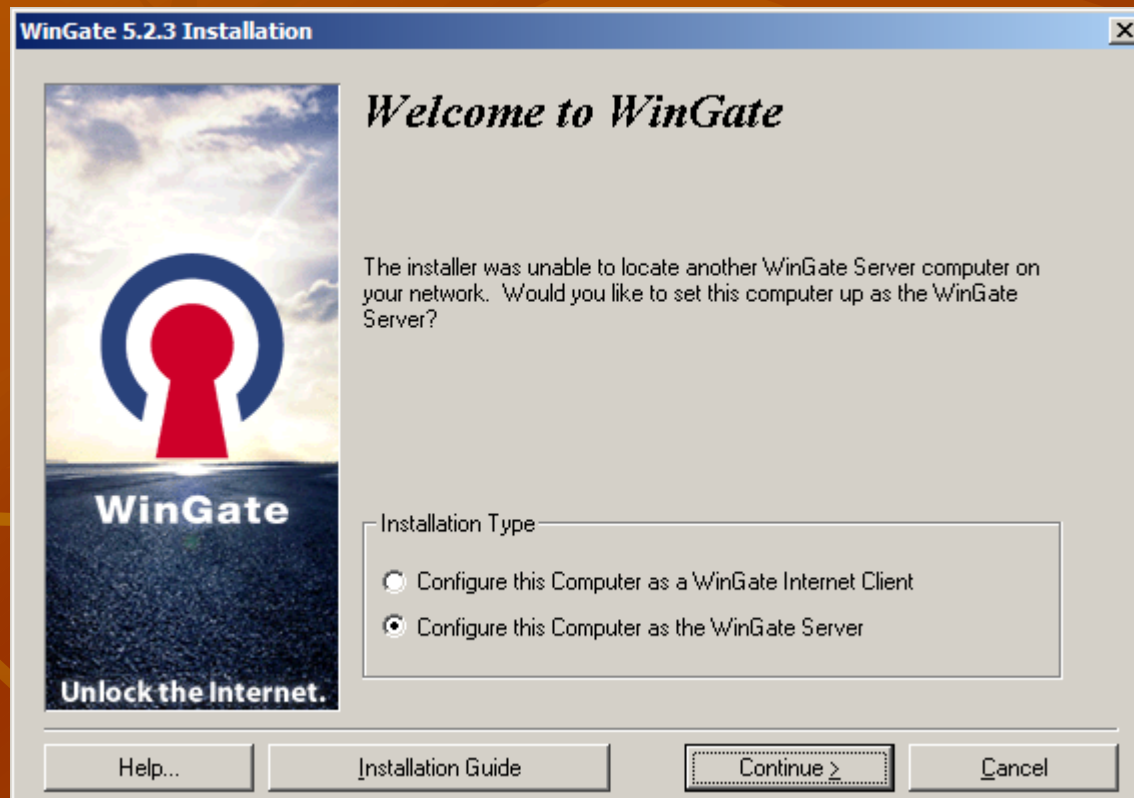 WinGate 5.2.3 Installation
Welcome to WinGate
The installer was unable to locate another WinGate Server computer on
your network. Would you like to set this computer up as the WinGate
Server?
WinGate
Unlock the Internet.
Installation Type
Configure this Computer as a WinGate Internet Client
Configure this Computer as the WinGate Server
Help...
Installation Guide
Continue >
Cancel